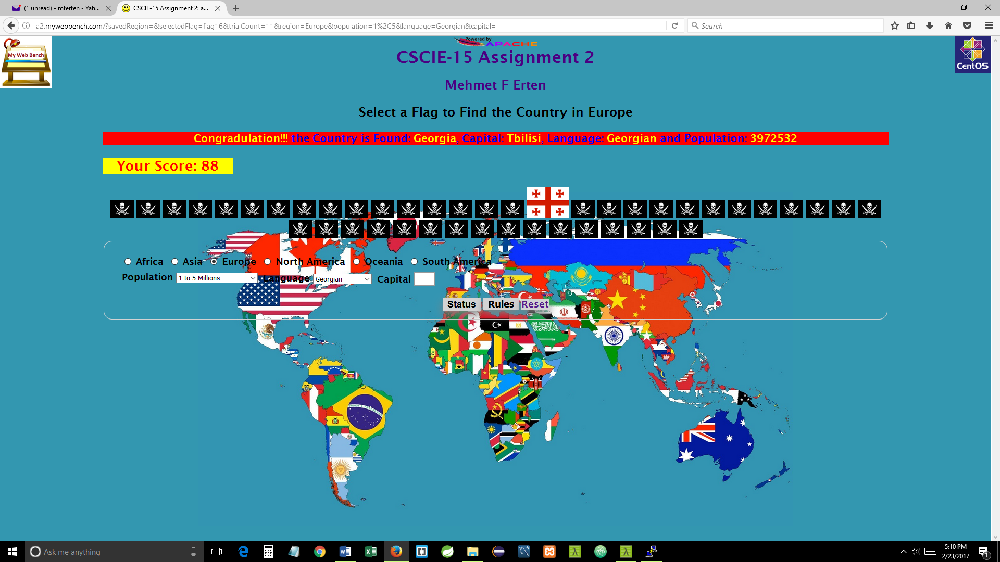 (1 unread) - mferten - Yah...
CSCIE-15 Assignment 2: a...
a2.mywebbench.com/?savedRegion=&selectedFlag=flag16&trialCount=11&region=Europe&population=1%2C5&language=Georgian&capital=
Search
My Web Bench
Powered by
APACHE
CentOS
CSCIE-15 Assignment 2
Mehmet F Erten
Select a Flag to Find the Country in Europe
Congradulation!!! the Country is Found: Georgia, Capital: Tbilisi, Language: Georgian and Population: 3972532
Your Score: 88
Africa Asia Europe North America Oceania South America
Population 1 to 5 Millions Language Georgian Capital
Status Rules Reset
ORDEM E PROGRESSO
Ask me anything
5:10 PM
2/23/2017
1